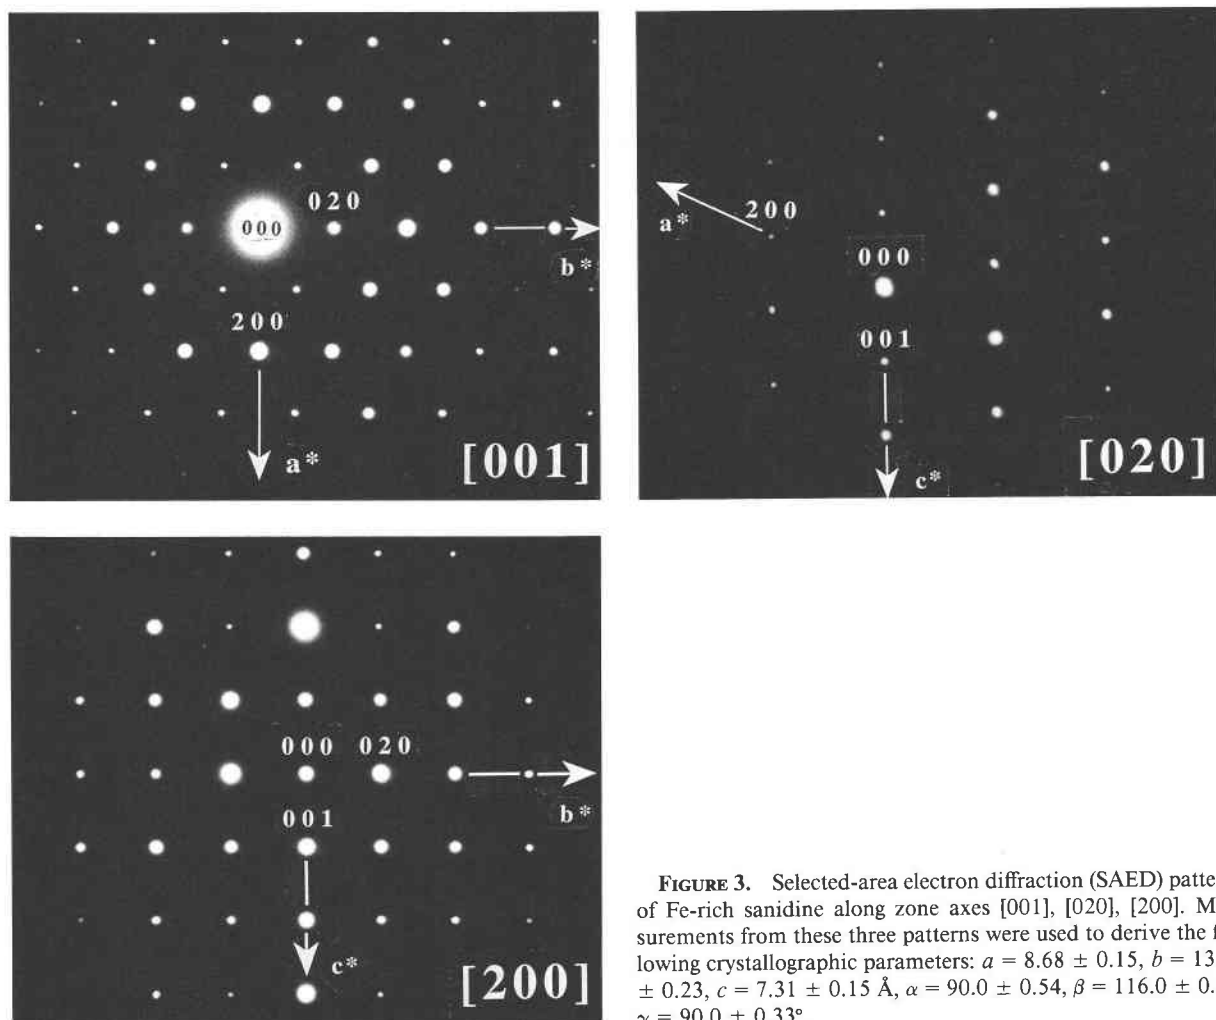 020
000
b*
200
a*
[001]
a*
200
000
001
c*
[020]
000
020
001
b*
c*
[200]
FIGURE 3. Selected-area electron diffraction (SAED)
of Fe-rich sanidine along zone axes [001], [020], [200].
surements from these three patterns were used to derive the
lowing crystallographic parameters: a = 8.68 ± 0.15, b =
± 0.23, c = 7.31 ± 0.15 Å, α = 90.0 ± 0.54, β = 116.0 ±
γ = 90.0 ± 0.33°